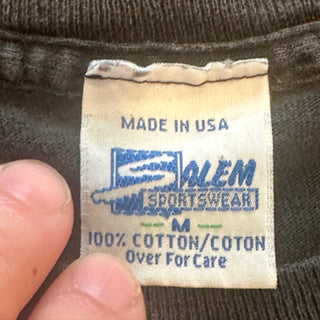 MADE IN USA
SALEM
SPORTSWEAR
M
100% COTTON/COTON
Over For Care